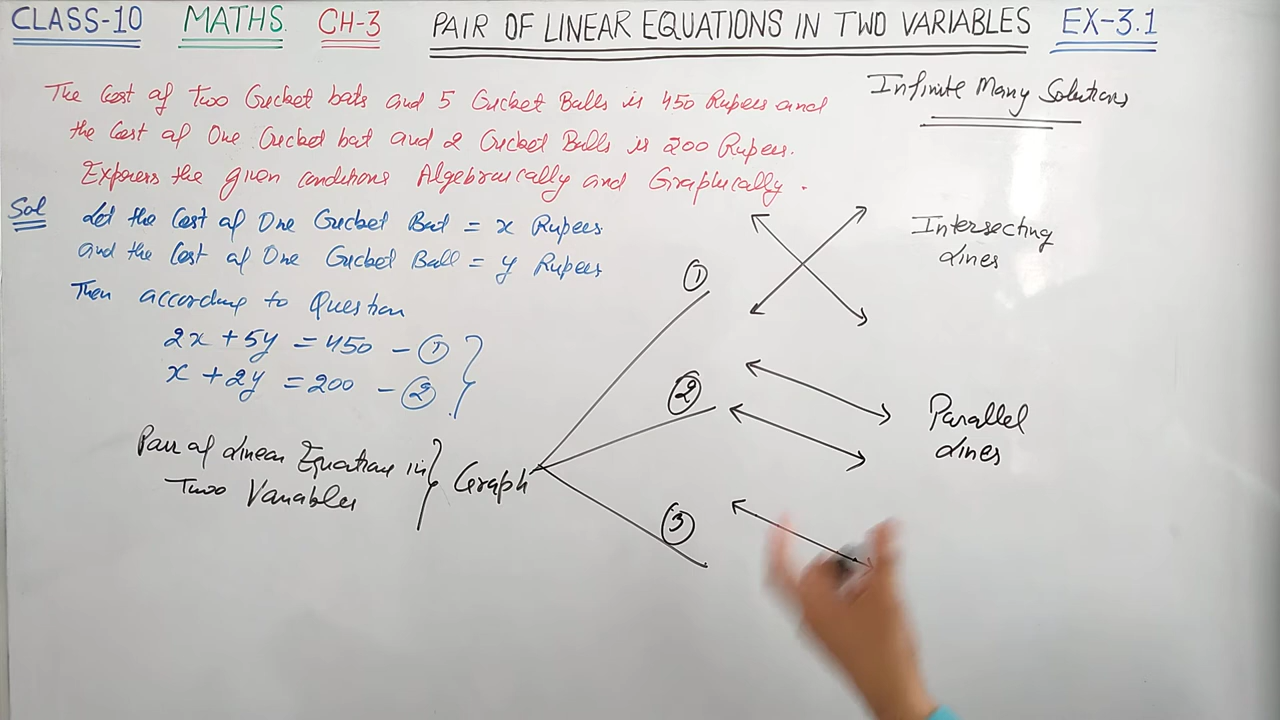 CLASS-10 MATHS CH-3 PAIR OF LINEAR EQUATIONS IN TWO VARIABLES EX-3.1
The Cost of Two Cricket bats and 5 Cricket Balls is 450 Rupees and
the Cost of One Cricket bat and 2 Cricket Balls is 200 Rupees.
Express the given conditions Algebraically and Graphically.
Infinite Many Solutions
Sol Let the Cost of One Cricket Bat = x Rupees
and the Cost of One Cricket Ball = y Rupees
Then according to Question
2x + 5y = 450 - ①
x + 2y = 200 - ②
Pair of Linear Equation in
Two Variables
Graph
①
Intersecting
Lines
②
Parallel
Lines
③